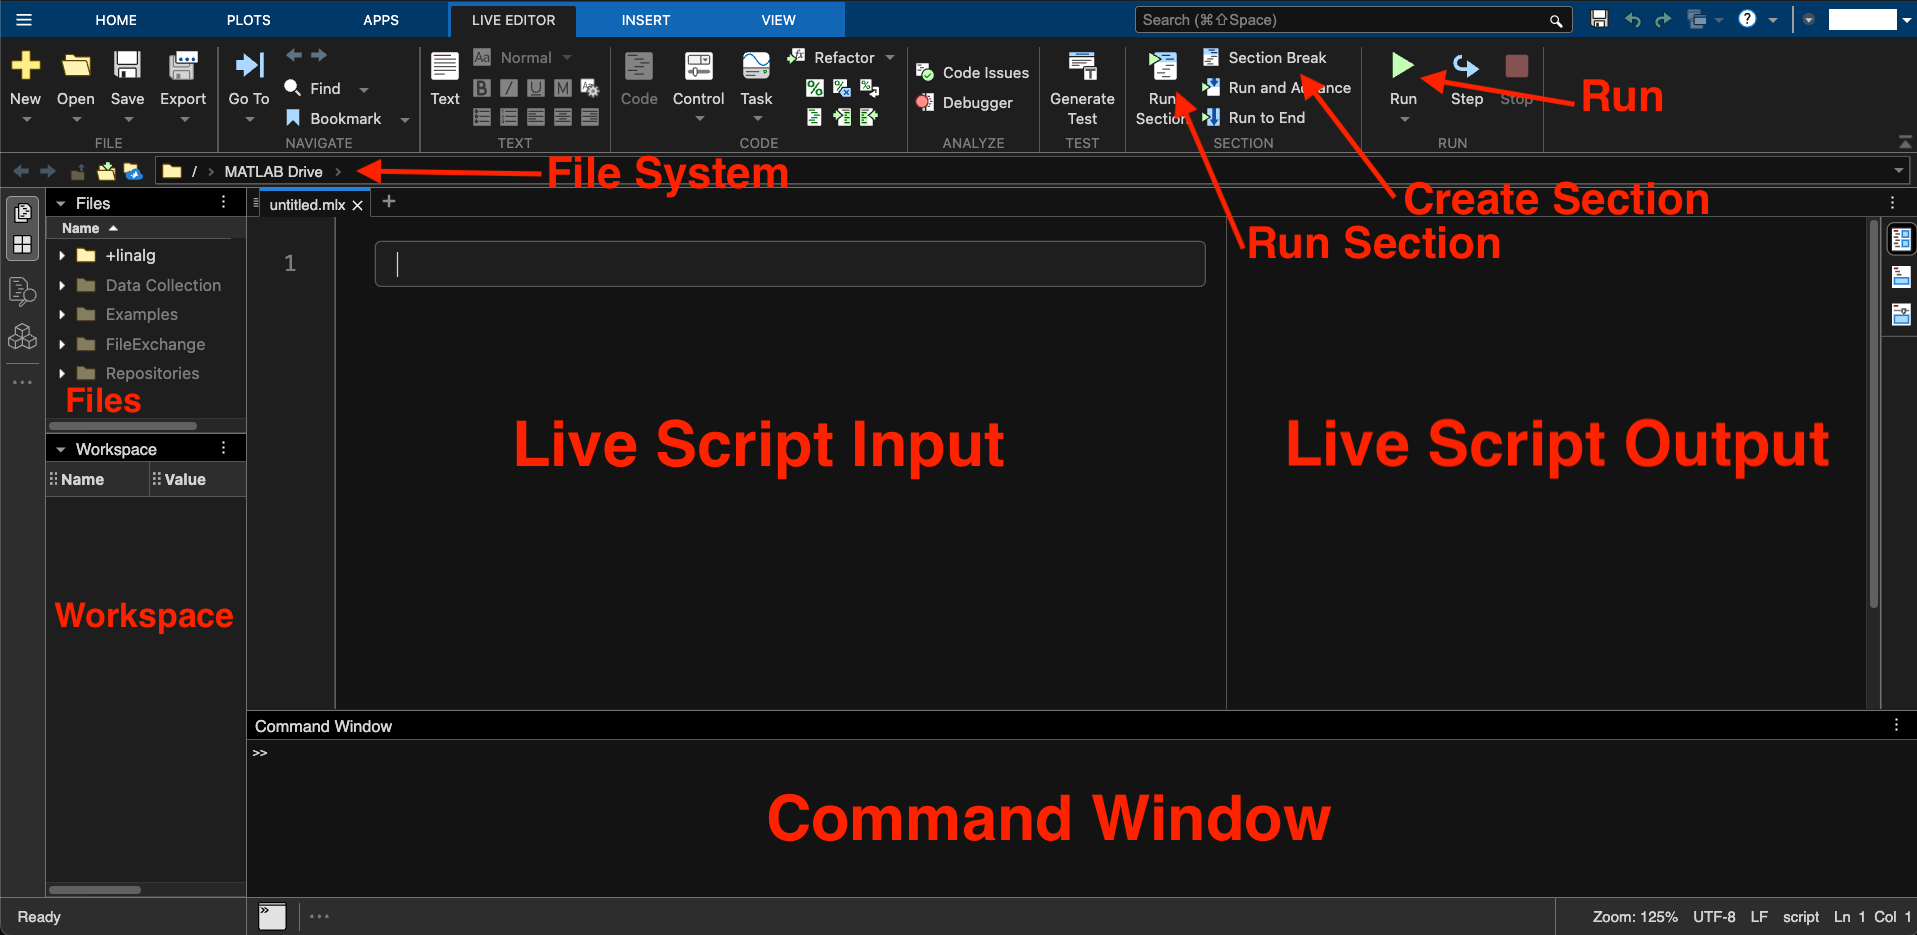 HOME PLOTS APPS LIVE EDITOR INSERT VIEW Search (⌘⇧Space)
New Open Save Export
FILE
Go To Find Bookmark
NAVIGATE
Text Aa Normal
B I U M
TEXT
Code Control Task Refactor
CODE
Code Issues
Debugger
ANALYZE
Generate
Test
TEST
Run
Section
Section Break
Run and Advance
Run to End
SECTION
Run Step Stop
RUN
Run
/ › MATLAB Drive ›
File System
Create Section
Run Section
Files
Name
+linalg
Data Collection
Examples
FileExchange
Repositories
Files
Workspace
Name Value
Workspace
untitled.mlx
1
Live Script Input
Live Script Output
Command Window
>>
Command Window
Ready
Zoom: 125% UTF-8 LF script Ln 1 Col 1